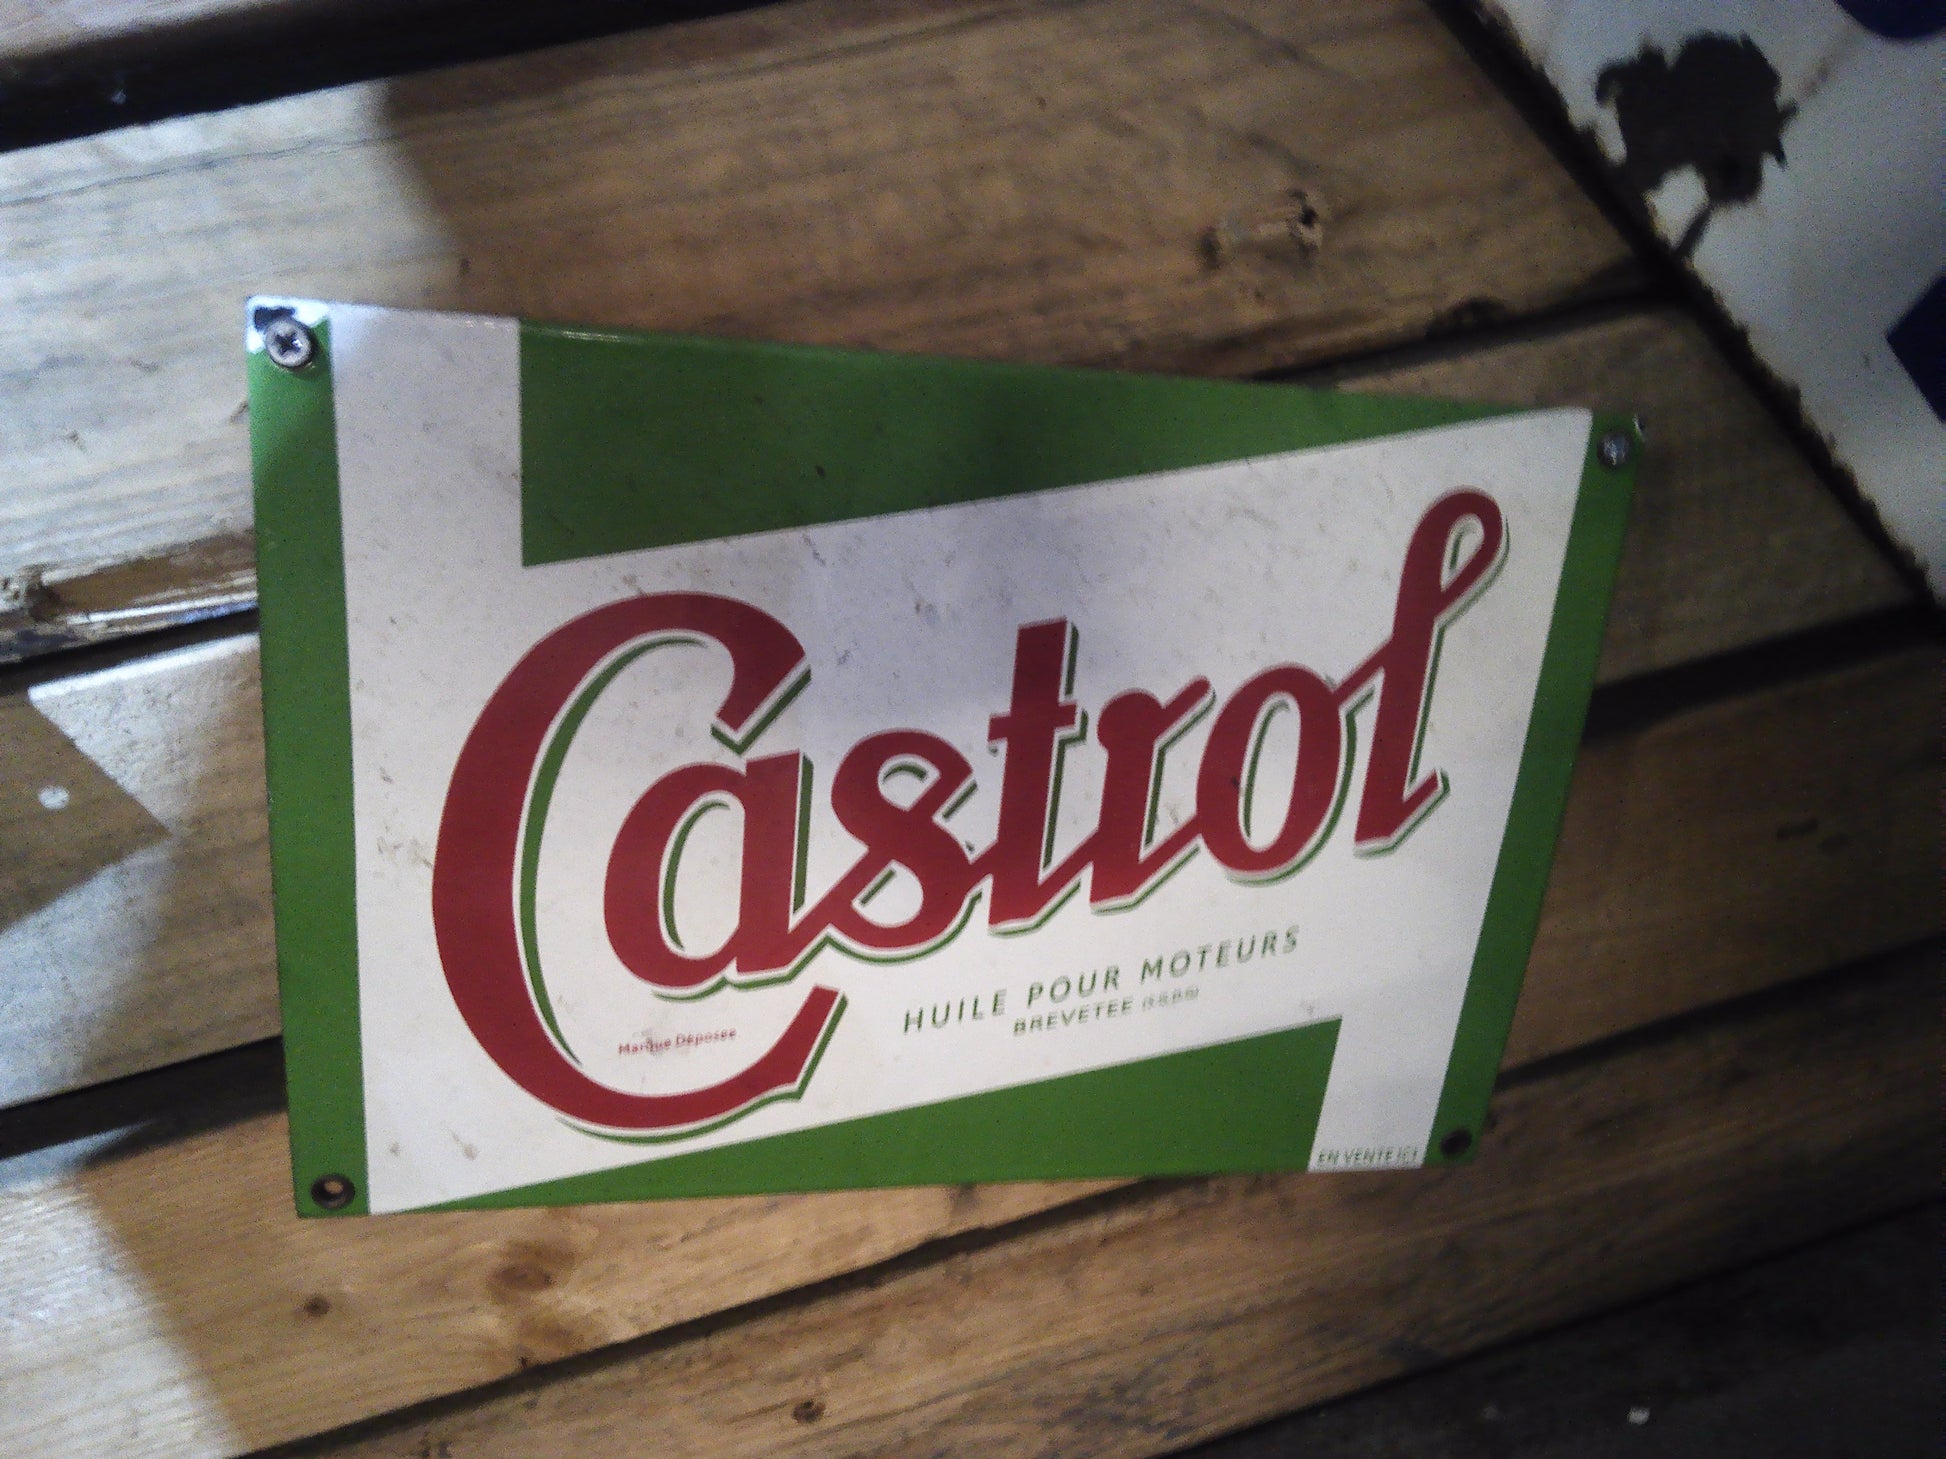 Castrol
HUILE POUR MOTEURS
BREVETEE
Marque Déposée
EN VENTE ICI